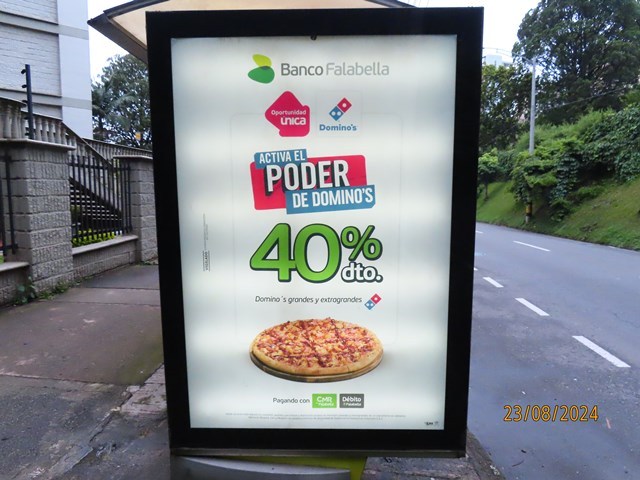 Banco Falabella
Oportunidad
única
Domino's
ACTIVA EL
PODER
DE DOMINO'S
40%
dto.
Domino´s grandes y extragrandes
Pagando con
CMR
Débito
23/08/2024